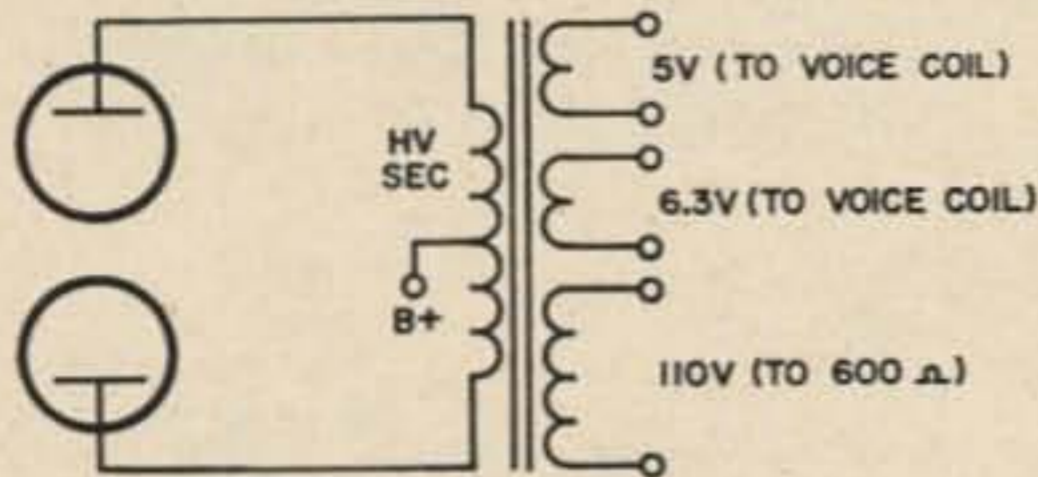 5V (TO VOICE COIL)
HV
SEC
6.3V (TO VOICE COIL)
B+
110V (TO 600 Ω)